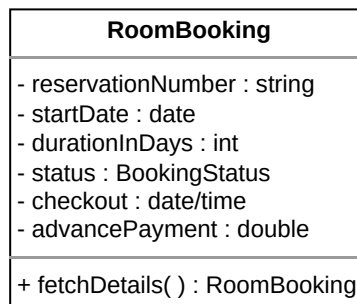 RoomBooking
- reservationNumber : string
- startDate : date
- durationInDays : int
- status : BookingStatus
- checkout : date/time
- advancePayment : double
+ fetchDetails( ) : RoomBooking